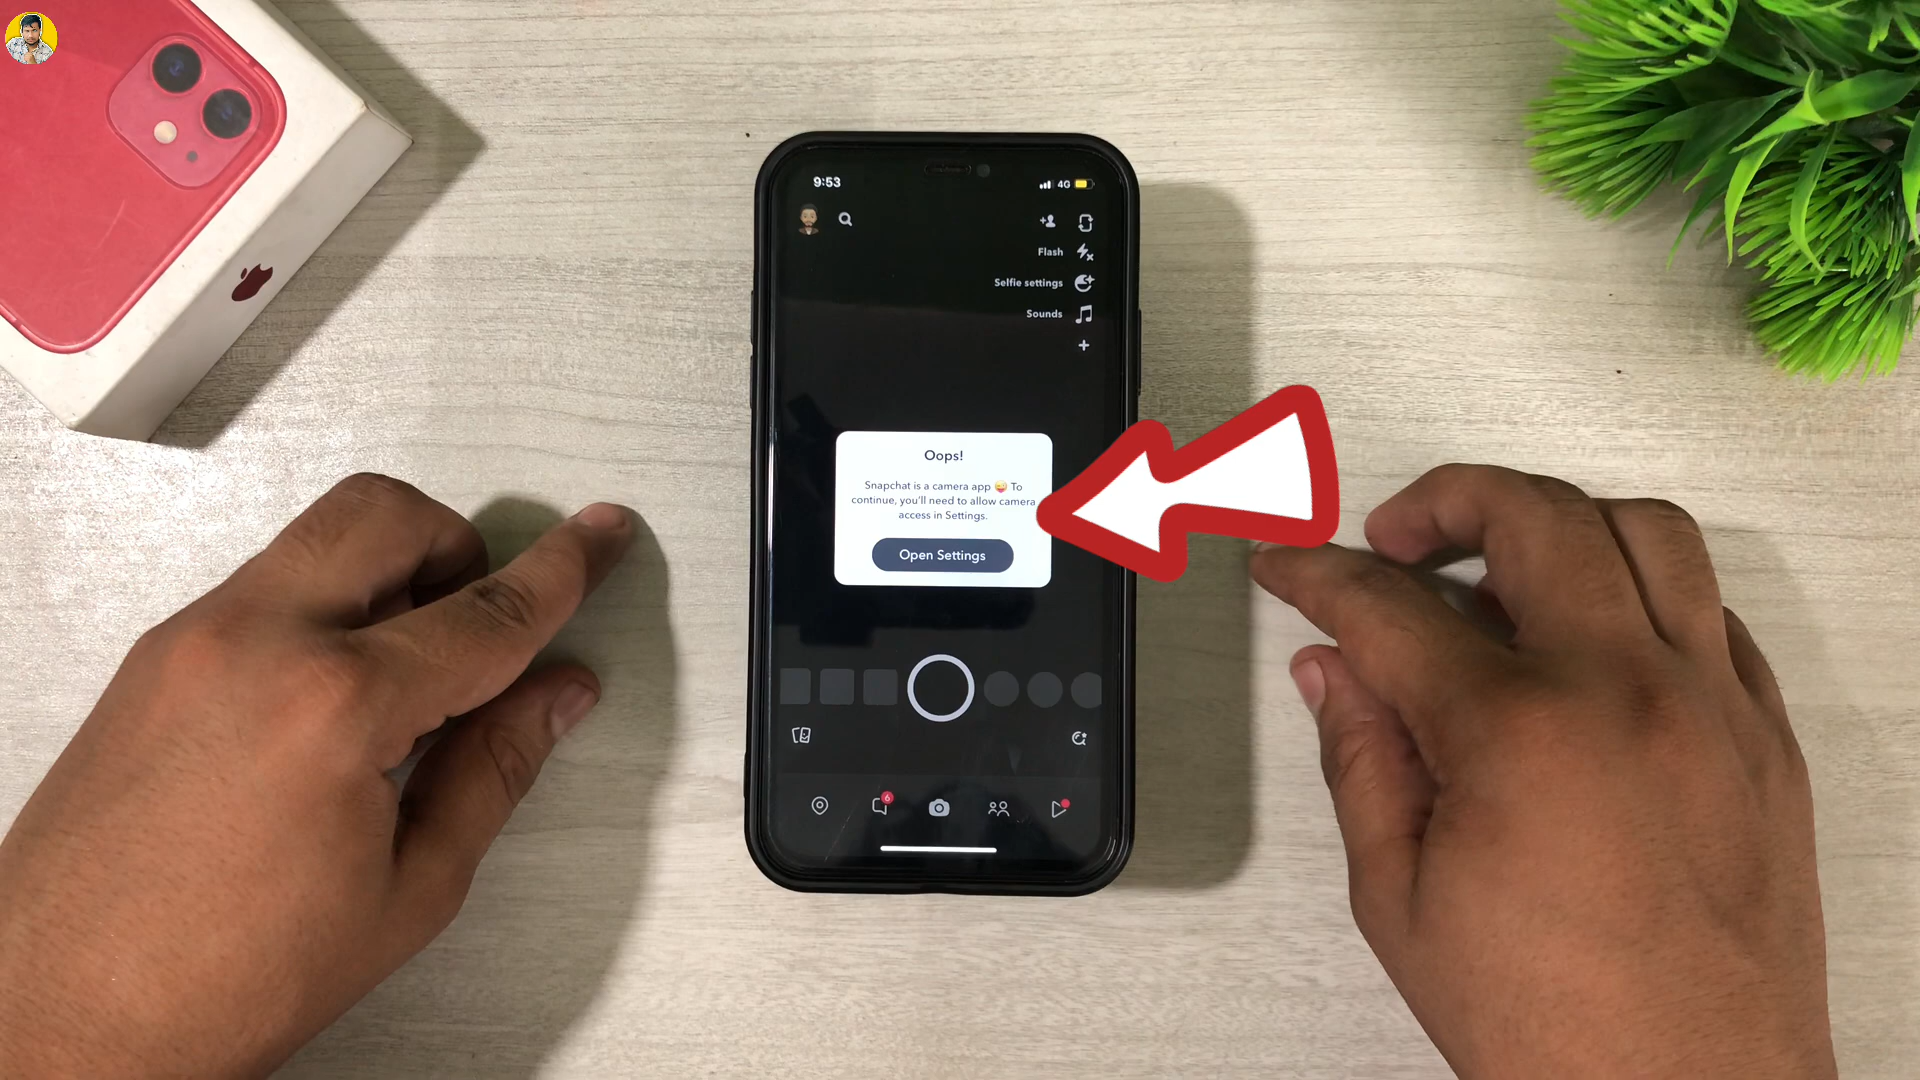 9:53
4G
Flash
Selfie settings
Sounds
Oops!
Snapchat is a camera app 😜 To
continue, you'll need to allow camera
access in Settings.
Open Settings
6